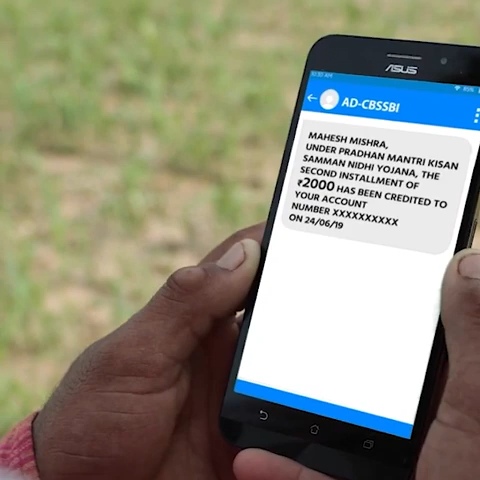 ASUS
AD-CBSSBI
MAHESH MISHRA,
UNDER PRADHAN MANTRI KISAN
SAMMAN NIDHI YOJANA, THE
SECOND INSTALLMENT OF
₹2000 HAS BEEN CREDITED TO
YOUR ACCOUNT
NUMBER XXXXXXXXXX
ON 24/06/19